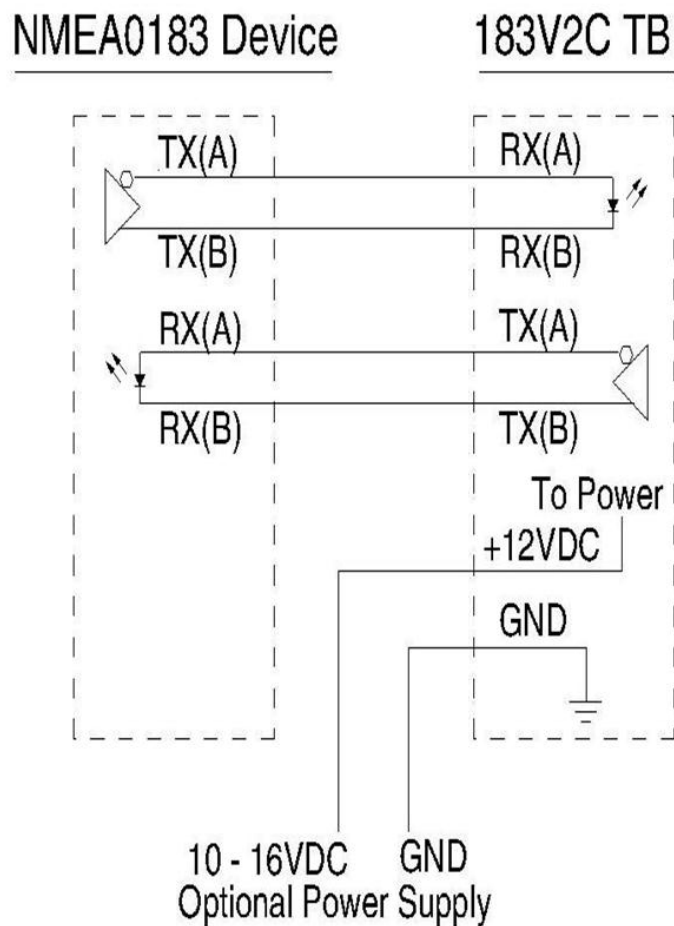 NMEA0183 Device
183V2C TB
TX(A)
RX(A)
TX(B)
RX(B)
RX(A)
TX(A)
RX(B)
TX(B)
To Power
+12VDC
GND
10 - 16VDC
GND
Optional Power Supply